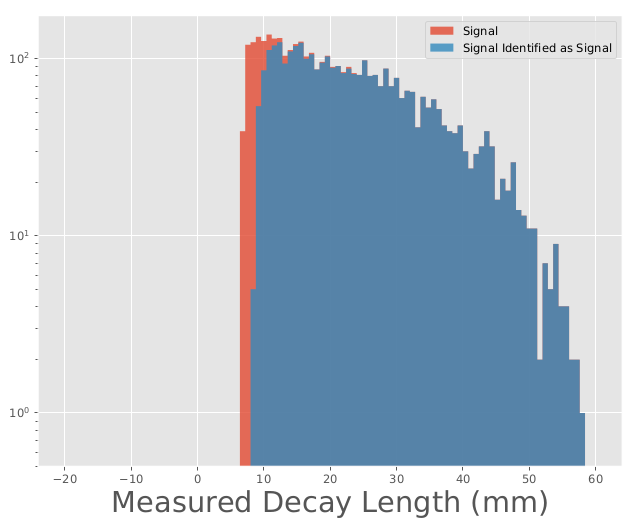 Signal
Signal Identified as Signal
10²
10¹
10⁰
−20 −10 0 10 20 30 40 50 60
Measured Decay Length (mm)